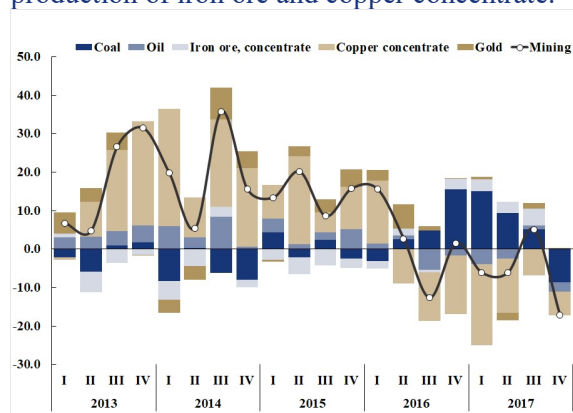 production of iron ore and copper concentrate.
50.0
Coal Oil Iron ore, concentrate Copper concentrate Gold Mining
40.0
30.0
20.0
10.0
0.0
-10.0
-20.0
-30.0
I II III IV I II III IV I II III IV I II III IV I II III IV
2013 2014 2015 2016 2017